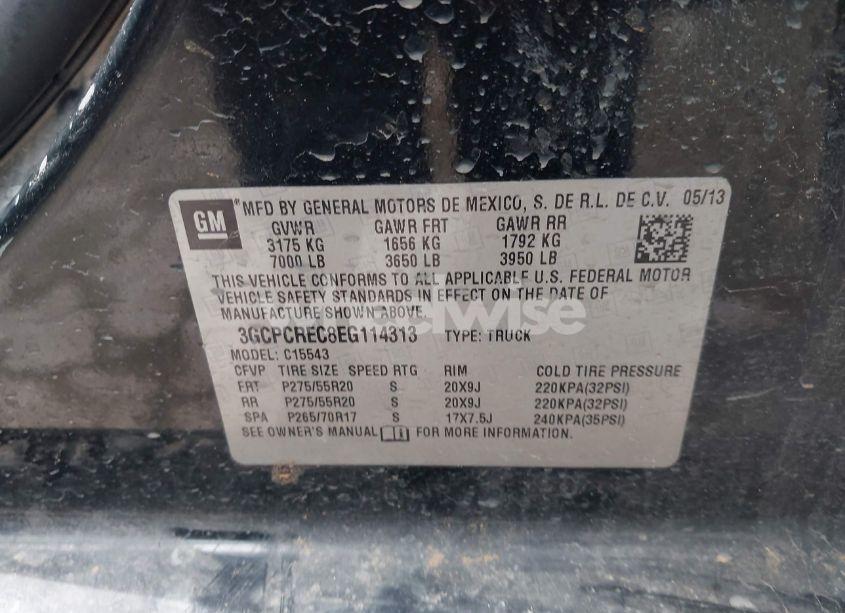 GM ® MFD BY GENERAL MOTORS DE MEXICO, S. DE R.L. DE C.V. 05/13
GVWR GAWR FRT GAWR RR
3175 KG 1656 KG 1792 KG
7000 LB 3650 LB 3950 LB
THIS VEHICLE CONFORMS TO ALL APPLICABLE U.S. FEDERAL MOTOR
VEHICLE SAFETY STANDARDS IN EFFECT ON THE DATE OF
MANUFACTURE SHOWN ABOVE.
3GCPCREC8EG114313 TYPE: TRUCK
MODEL: C15543
CFVP TIRE SIZE SPEED RTG RIM COLD TIRE PRESSURE
FRT P275/55R20 S 20X9J 220KPA(32PSI)
RR P275/55R20 S 20X9J 220KPA(32PSI)
SPA P265/70R17 S 17X7.5J 240KPA(35PSI)
SEE OWNER'S MANUAL FOR MORE INFORMATION.